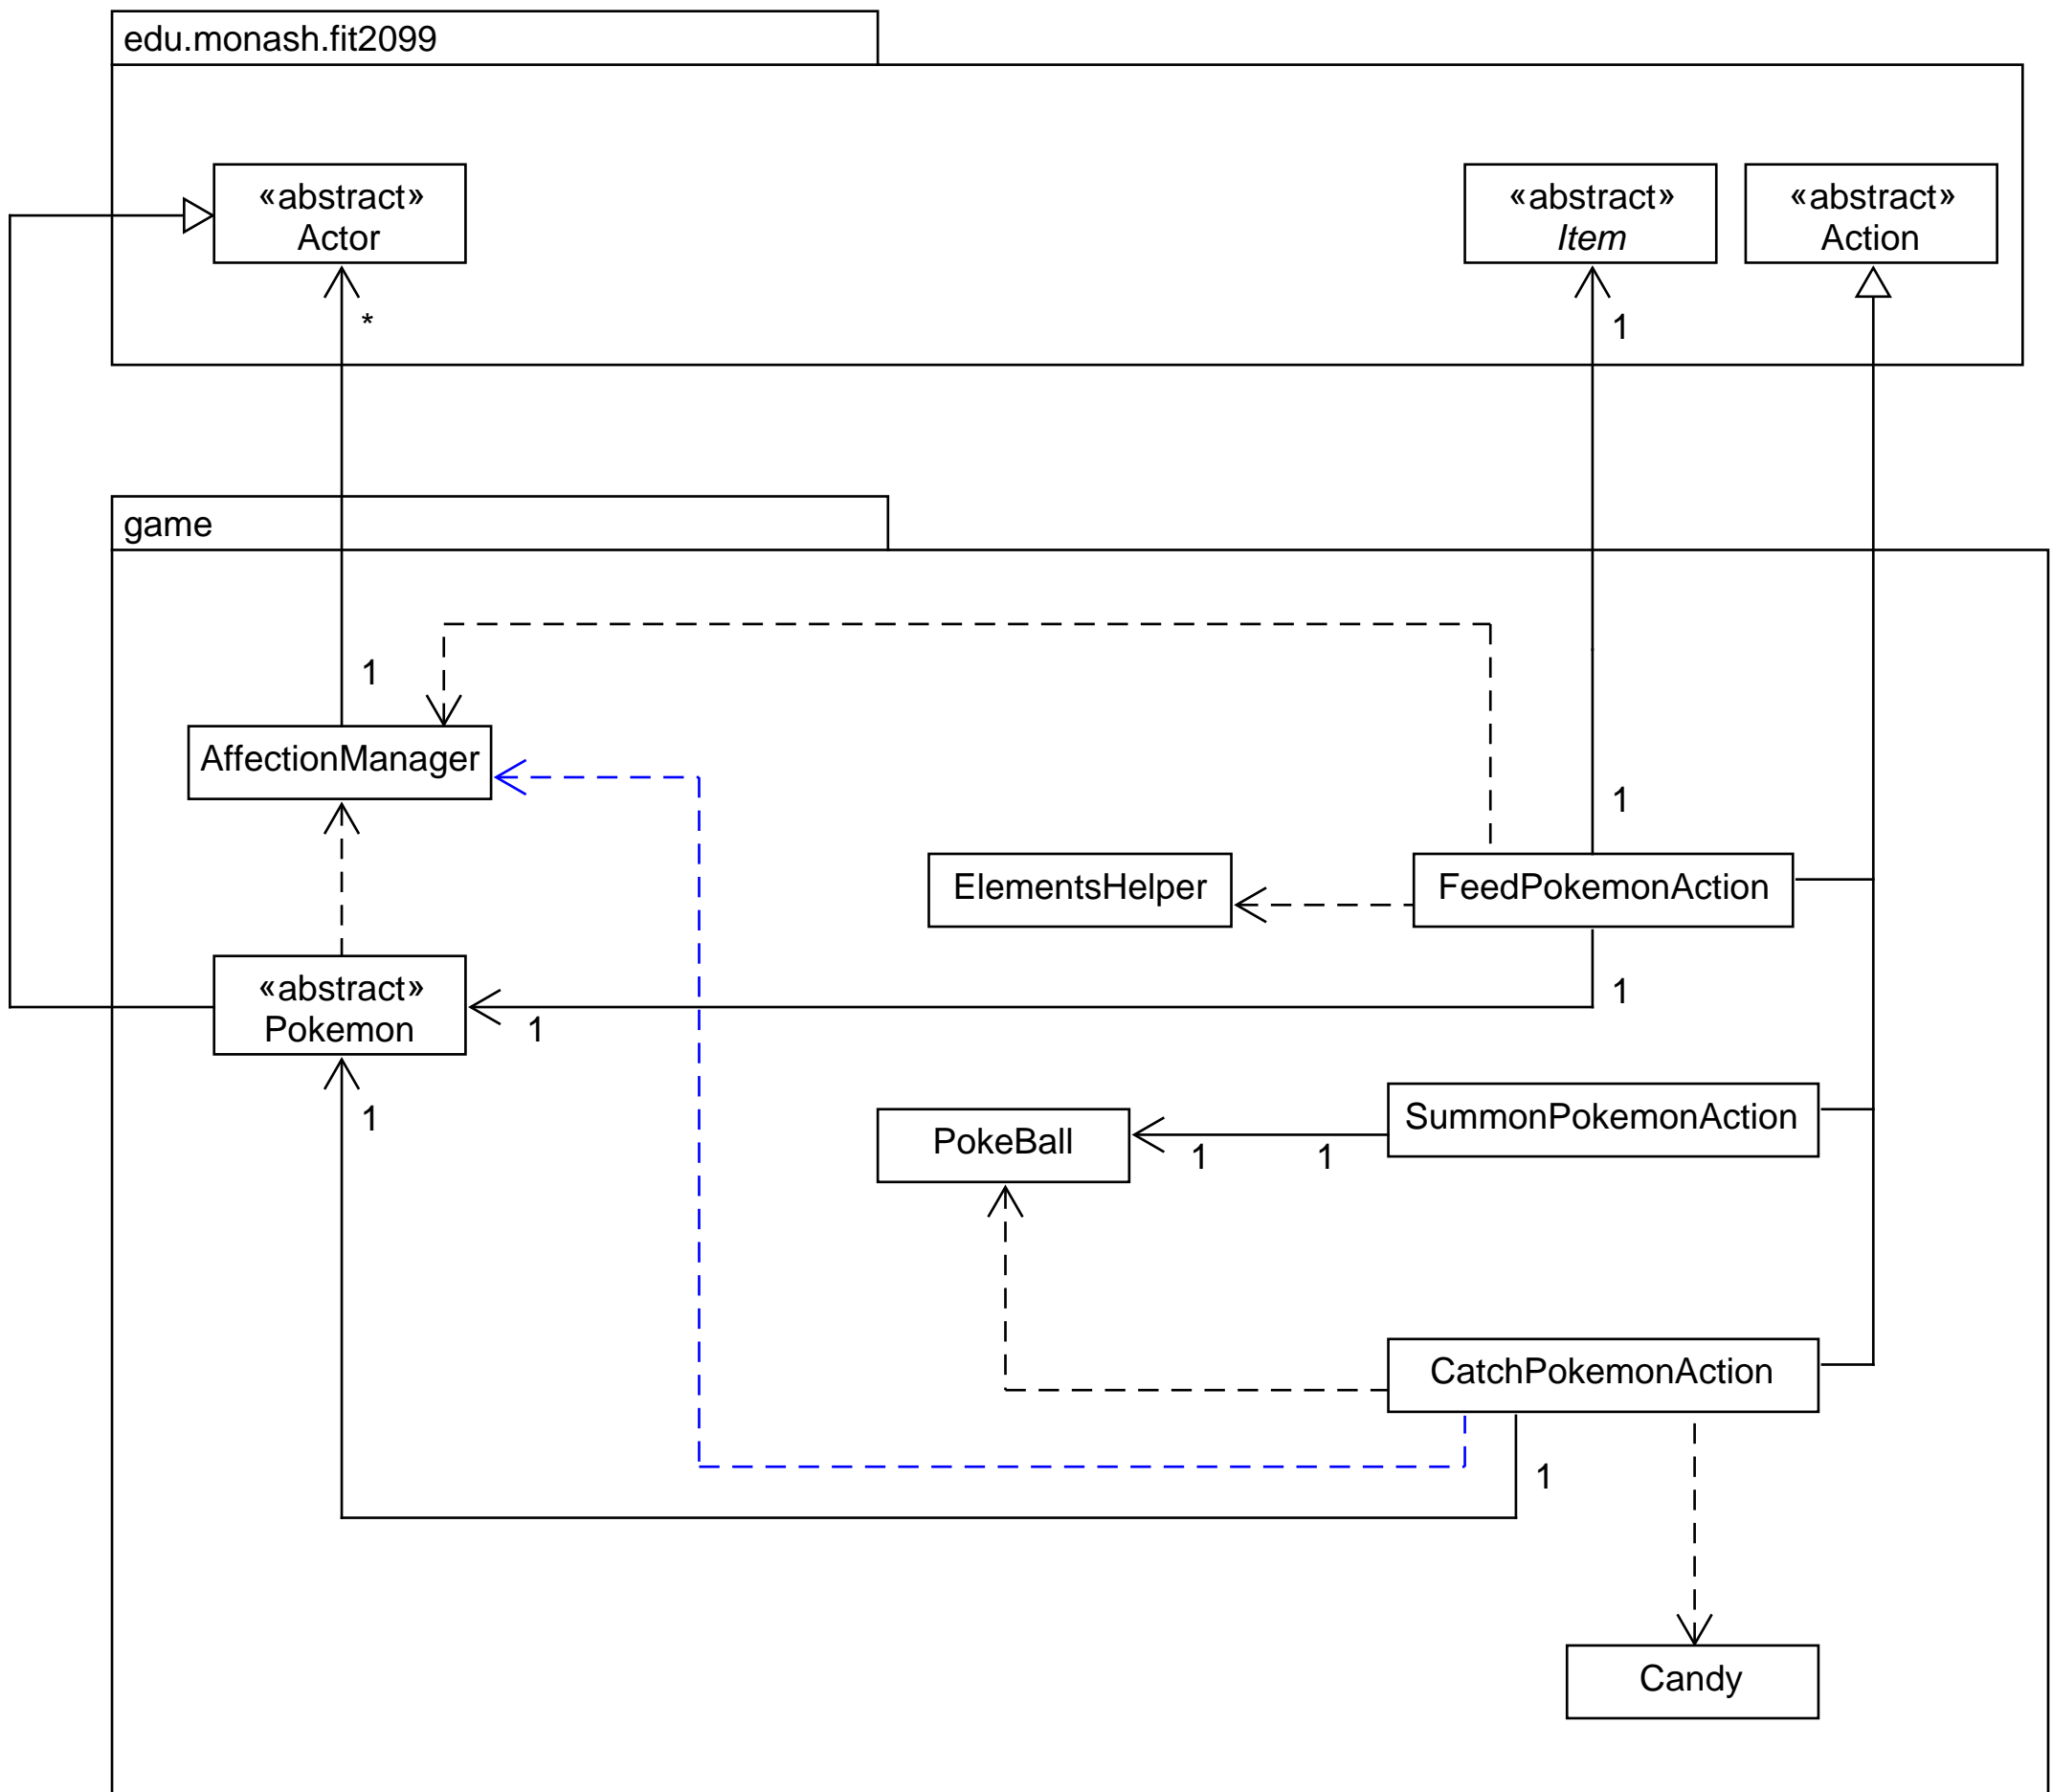 edu.monash.fit2099
«abstract»
Actor
«abstract»
Item
«abstract»
Action
*
1
game
1
AffectionManager
1
ElementsHelper
FeedPokemonAction
«abstract»
Pokemon
1
1
1
SummonPokemonAction
PokeBall
1
1
CatchPokemonAction
1
Candy